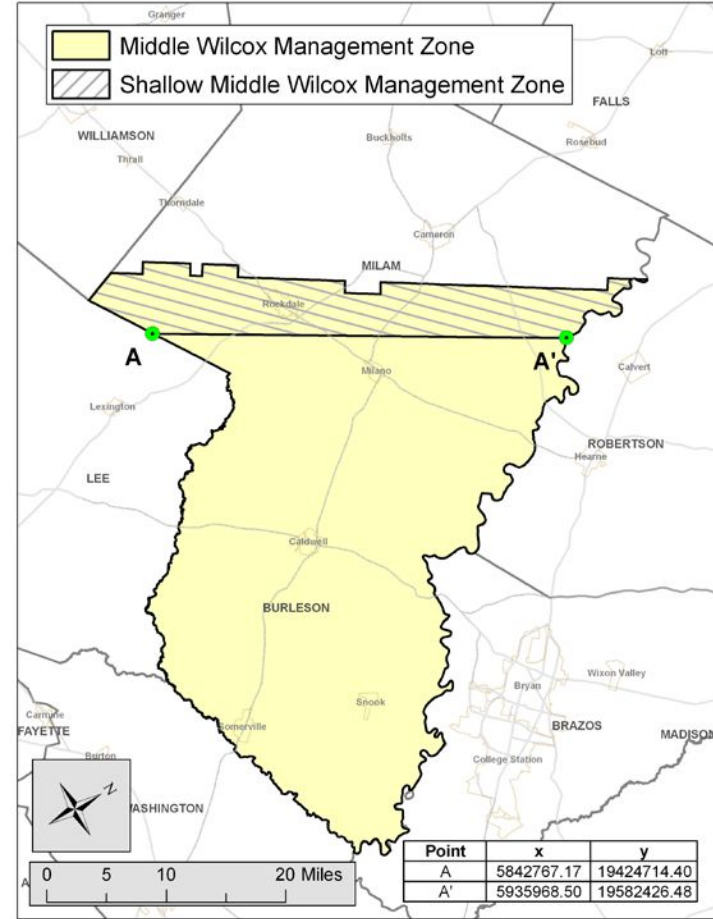 Granger
Middle Wilcox Management Zone
Lott
Shallow Middle Wilcox Management Zone
FALLS
WILLIAMSON
Buckholts
Rosebud
Thrall
Thorndale
Cameron
MILAM
Rockdale
A
A'
Milano
Calvert
Lexington
ROBERTSON
Hearne
LEE
Caldwell
BURLESON
Wixon Valley
Bryan
Snook
Carmine
Somerville
BRAZOS
FAYETTE
MADISON
Burton
College Station
N
WASHINGTON
Point x y
0 5 10 20 Miles
A 5842767.17 19424714.40
A' 5935968.50 19582426.48